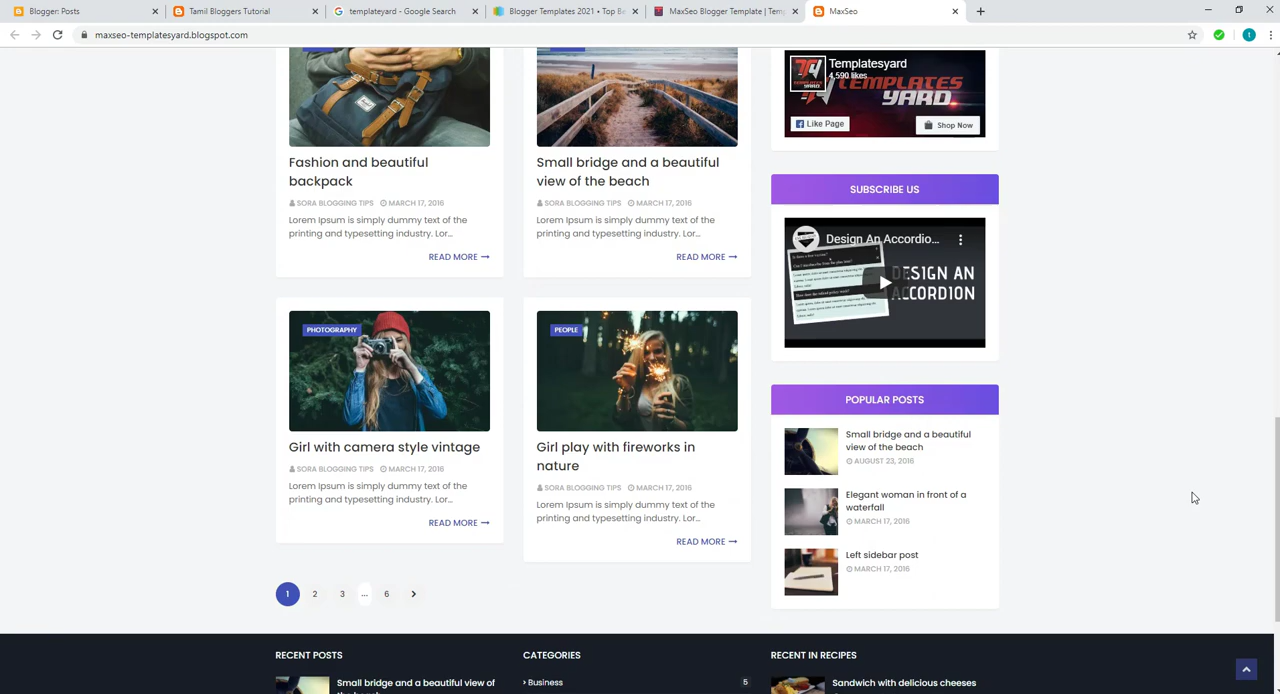 Blogger: Posts
Tamil Bloggers Tutorial
templateyard - Google Search
Blogger Templates 2021 • Top Be
MaxSeo Blogger Template | Temp
MaxSeo
maxseo-templatesyard.blogspot.com
Fashion and beautiful
backpack
SORA BLOGGING TIPS MARCH 17, 2016
Lorem Ipsum is simply dummy text of the
printing and typesetting industry. Lor...
READ MORE
Small bridge and a beautiful
view of the beach
SORA BLOGGING TIPS MARCH 17, 2016
Lorem Ipsum is simply dummy text of the
printing and typesetting industry. Lor...
READ MORE
PHOTOGRAPHY
Girl with camera style vintage
SORA BLOGGING TIPS MARCH 17, 2016
Lorem Ipsum is simply dummy text of the
printing and typesetting industry. Lor...
READ MORE
PEOPLE
Girl play with fireworks in
nature
SORA BLOGGING TIPS MARCH 17, 2016
Lorem Ipsum is simply dummy text of the
printing and typesetting industry. Lor...
READ MORE
1 2 3 ... 6
Templatesyard
4,590 likes
TEMPLATES
YARD
Like Page
Shop Now
SUBSCRIBE US
Design An Accordio...
DESIGN AN
ACCORDION
POPULAR POSTS
Small bridge and a beautiful
view of the beach
AUGUST 23, 2016
Elegant woman in front of a
waterfall
MARCH 17, 2016
Left sidebar post
MARCH 17, 2016
RECENT POSTS
Small bridge and a beautiful view of
CATEGORIES
Business 5
RECENT IN RECIPES
Sandwich with delicious cheeses